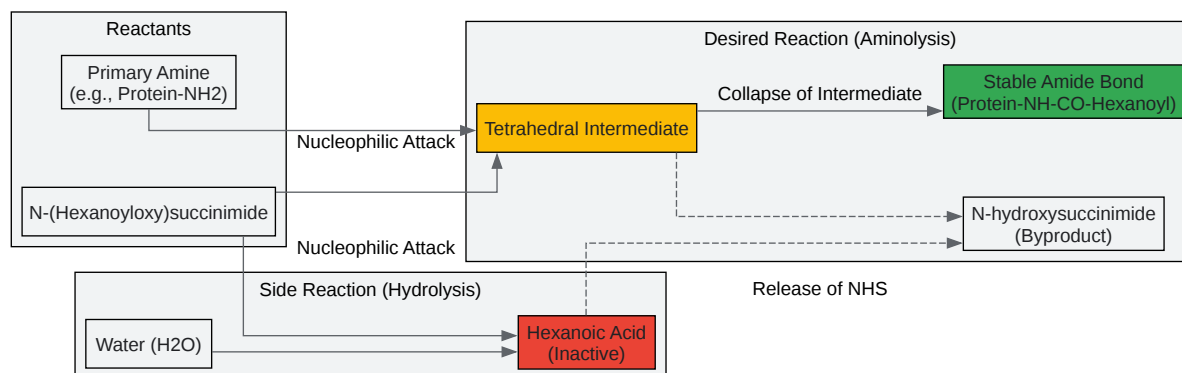 Reactants
Primary Amine
(e.g., Protein-NH2)
N-(Hexanoyloxy)succinimide
Nucleophilic Attack
Nucleophilic Attack
Desired Reaction (Aminolysis)
Tetrahedral Intermediate
Collapse of Intermediate
Stable Amide Bond
(Protein-NH-CO-Hexanoyl)
N-hydroxysuccinimide
(Byproduct)
Side Reaction (Hydrolysis)
Water (H2O)
Hexanoic Acid
(Inactive)
Release of NHS